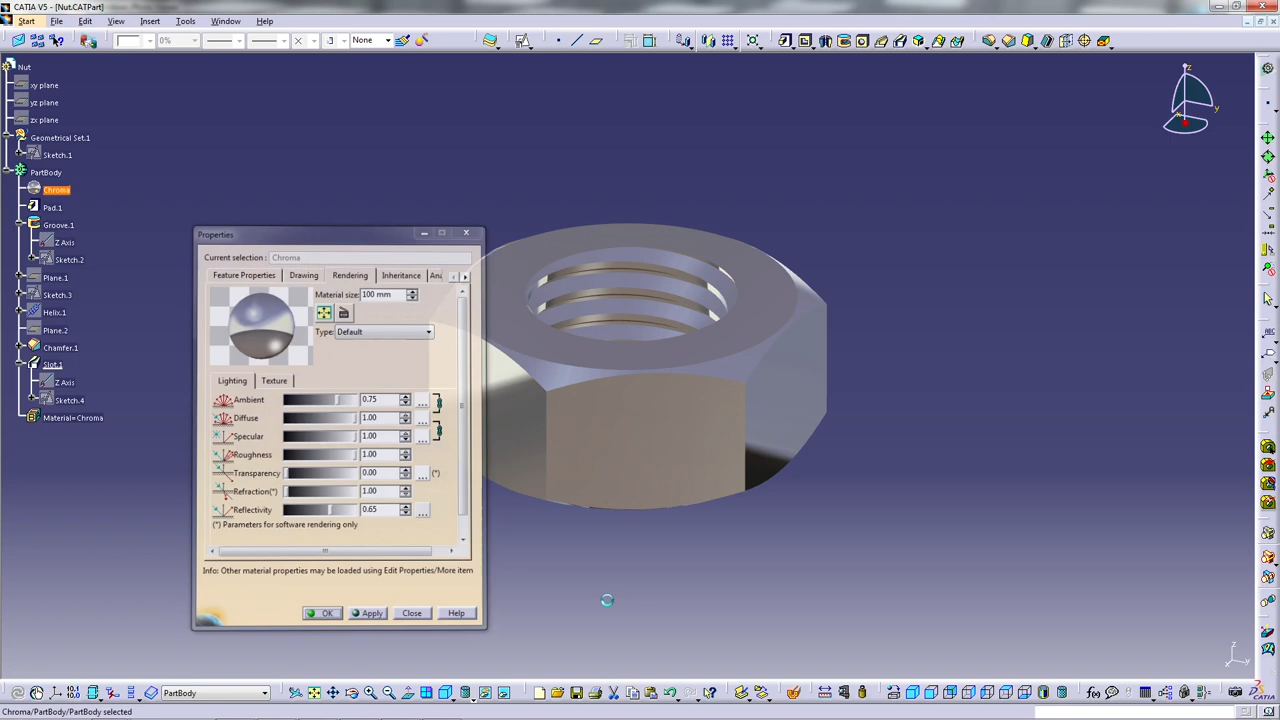 CATIA V5 - [Nut.CATPart]
Start File Edit View Insert Tools Window Help
0% None
Nut
xy plane
yz plane
zx plane
Geometrical Set.1
Sketch.1
PartBody
Chroma
Pad.1
Groove.1
Z Axis
Sketch.2
Plane.1
Sketch.3
Helix.1
Plane.2
Chamfer.1
Slot.1
Z Axis
Sketch.4
Material=Chroma
z
y
x
Properties
Current selection : Chroma
Feature Properties Drawing Rendering Inheritance
Material size: 100 mm
Type: Default
Lighting Texture
Ambient 0.75 ...
Diffuse 1.00 ...
Specular 1.00 ...
Roughness 1.00
Transparency 0.00 ... (*)
Refraction(*) 1.00
Reflectivity 0.65 ...
(*) Parameters for software rendering only
Info: Other material properties may be loaded using Edit Properties/More item
OK Apply Close Help
ABC
z
y
x
10.0 PartBody f(x)
CATIA
Chroma/PartBody/PartBody selected